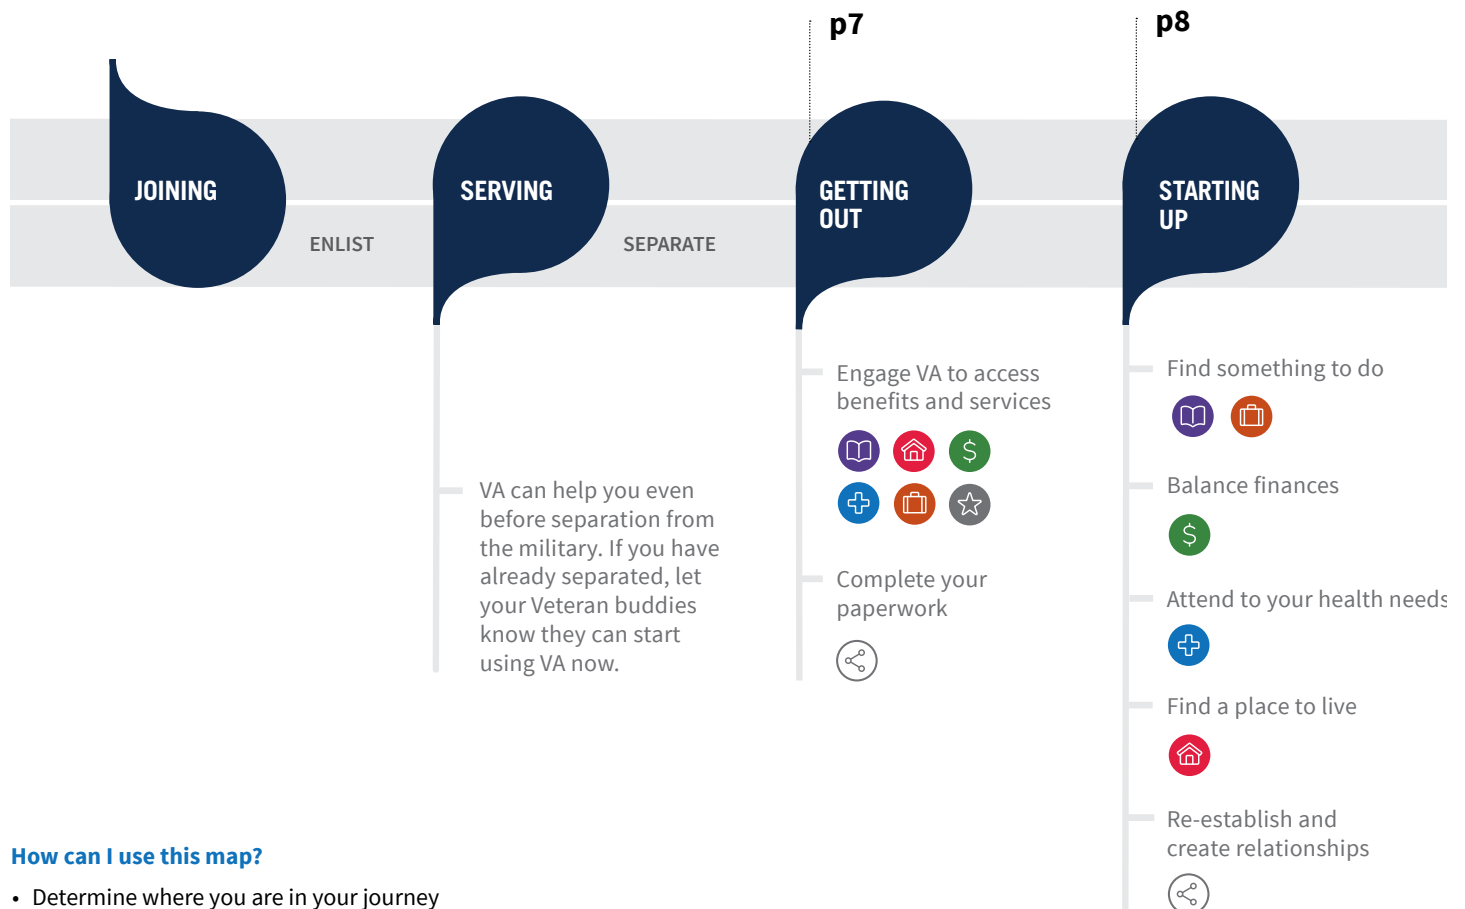 p7
p8
JOINING
ENLIST
SERVING
SEPARATE
GETTING
OUT
STARTING
UP
VA can help you even
before separation from
the military. If you have
already separated, let
your Veteran buddies
know they can start
using VA now.
Engage VA to access
benefits and services
Complete your
paperwork
Find something to do
Balance finances
Attend to your health needs
Find a place to live
Re-establish and
create relationships
How can I use this map?
• Determine where you are in your journey